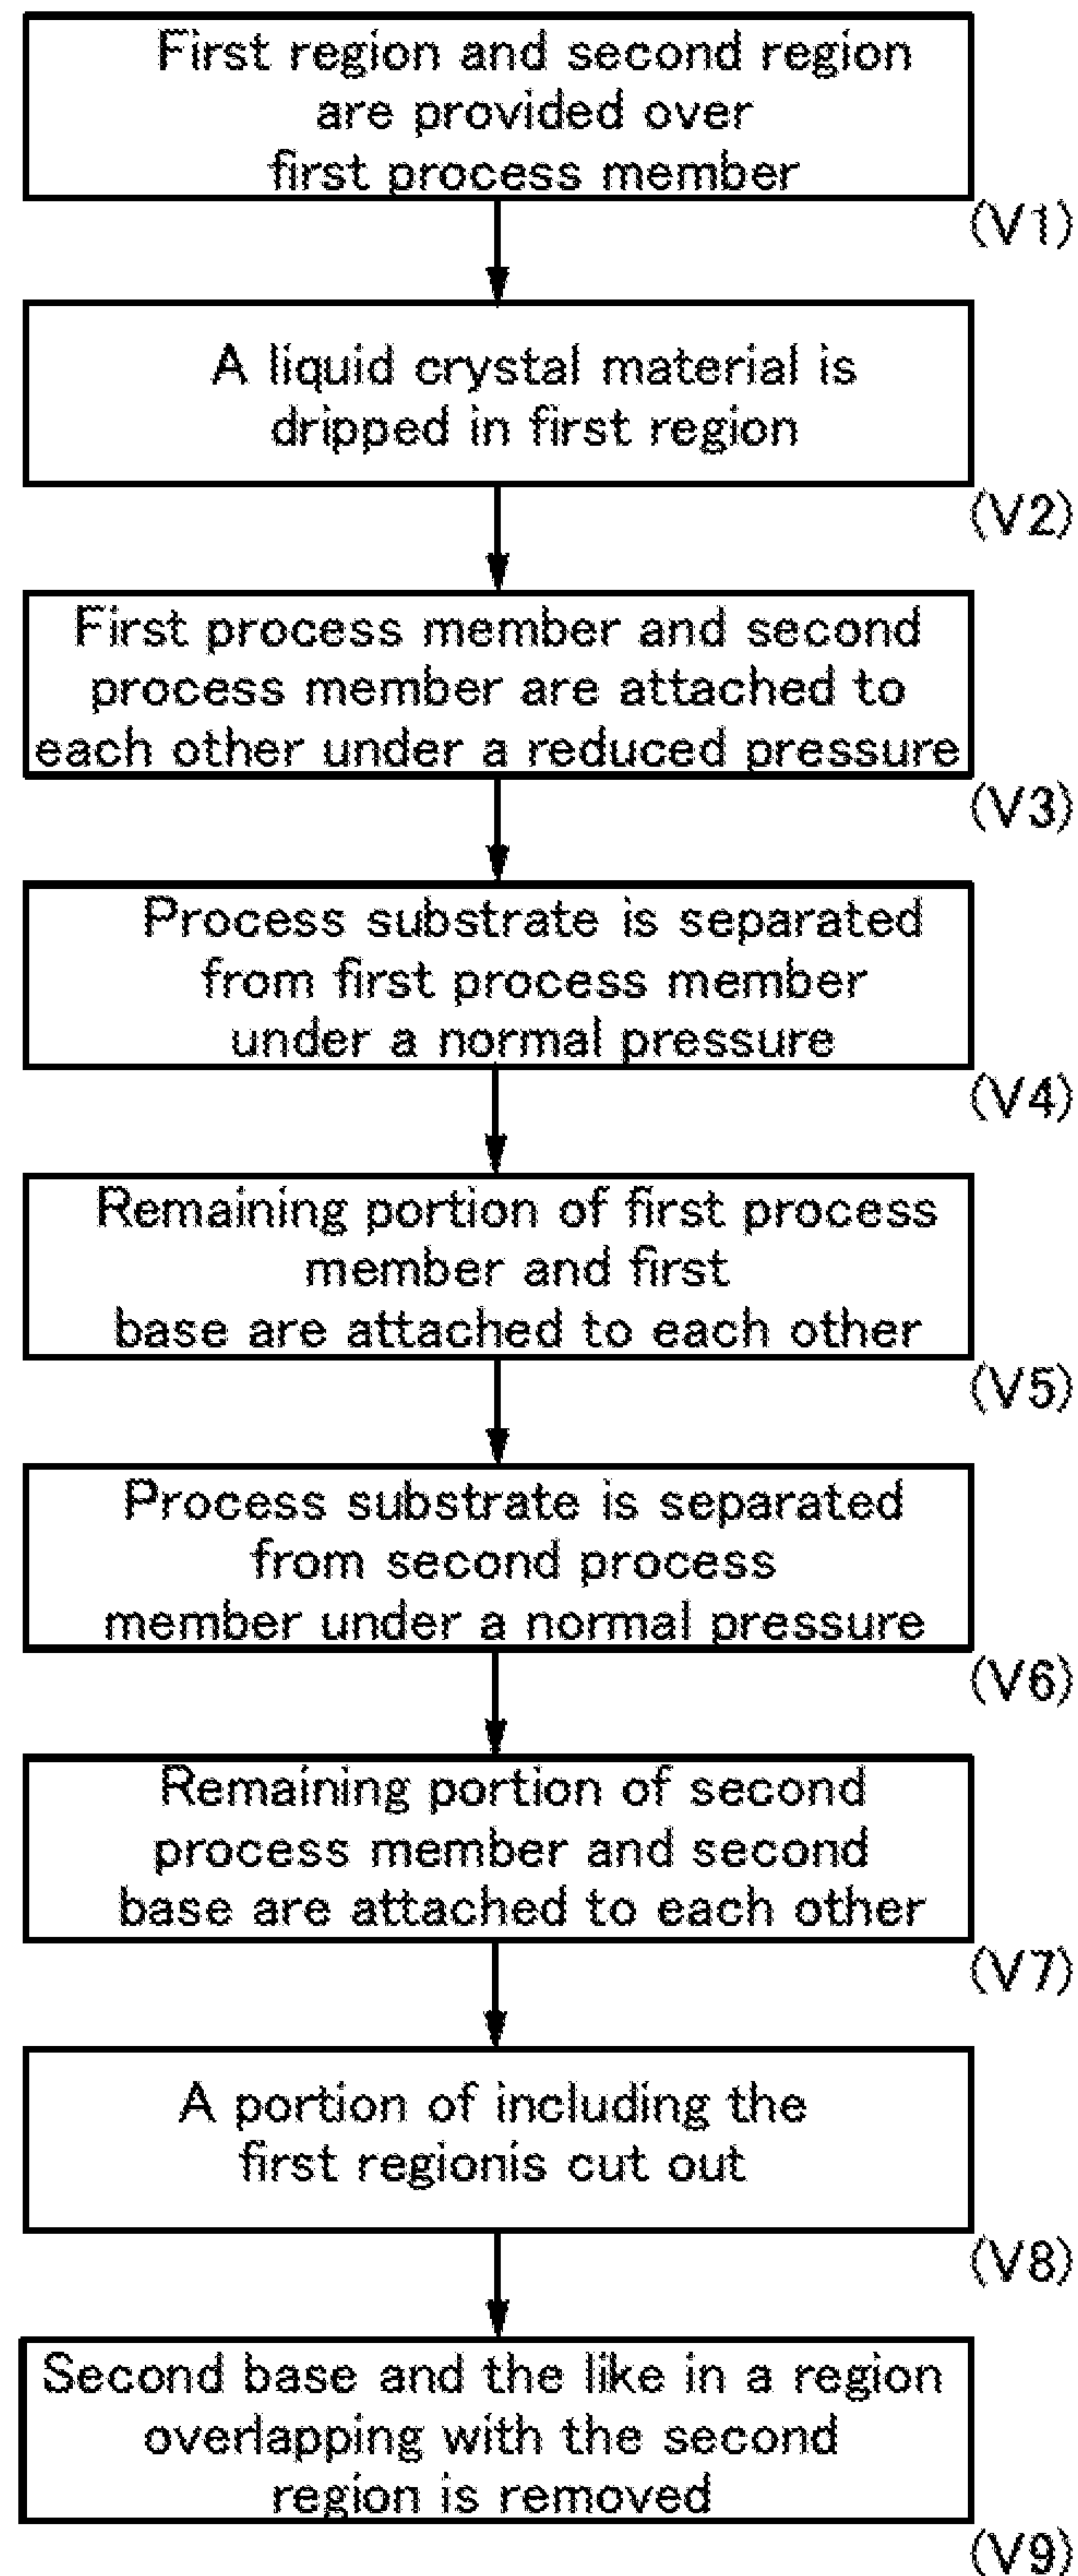 First region and second region
are provided over
first process member
(V1)
A liquid crystal material is
dripped in first region
(V2)
First process member and second
process member are attached to
each other under a reduced pressure
(V3)
Process substrate is separated
from first process member
under a normal pressure
(V4)
Remaining portion of first process
member and first
base are attached to each other
(V5)
Process substrate is separated
from second process
member under a normal pressure
(V6)
Remaining portion of second
process member and second
base are attached to each other
(V7)
A portion of including the
first regionis cut out
(V8)
Second base and the like in a region
overlapping with the second
region is removed
(V9)